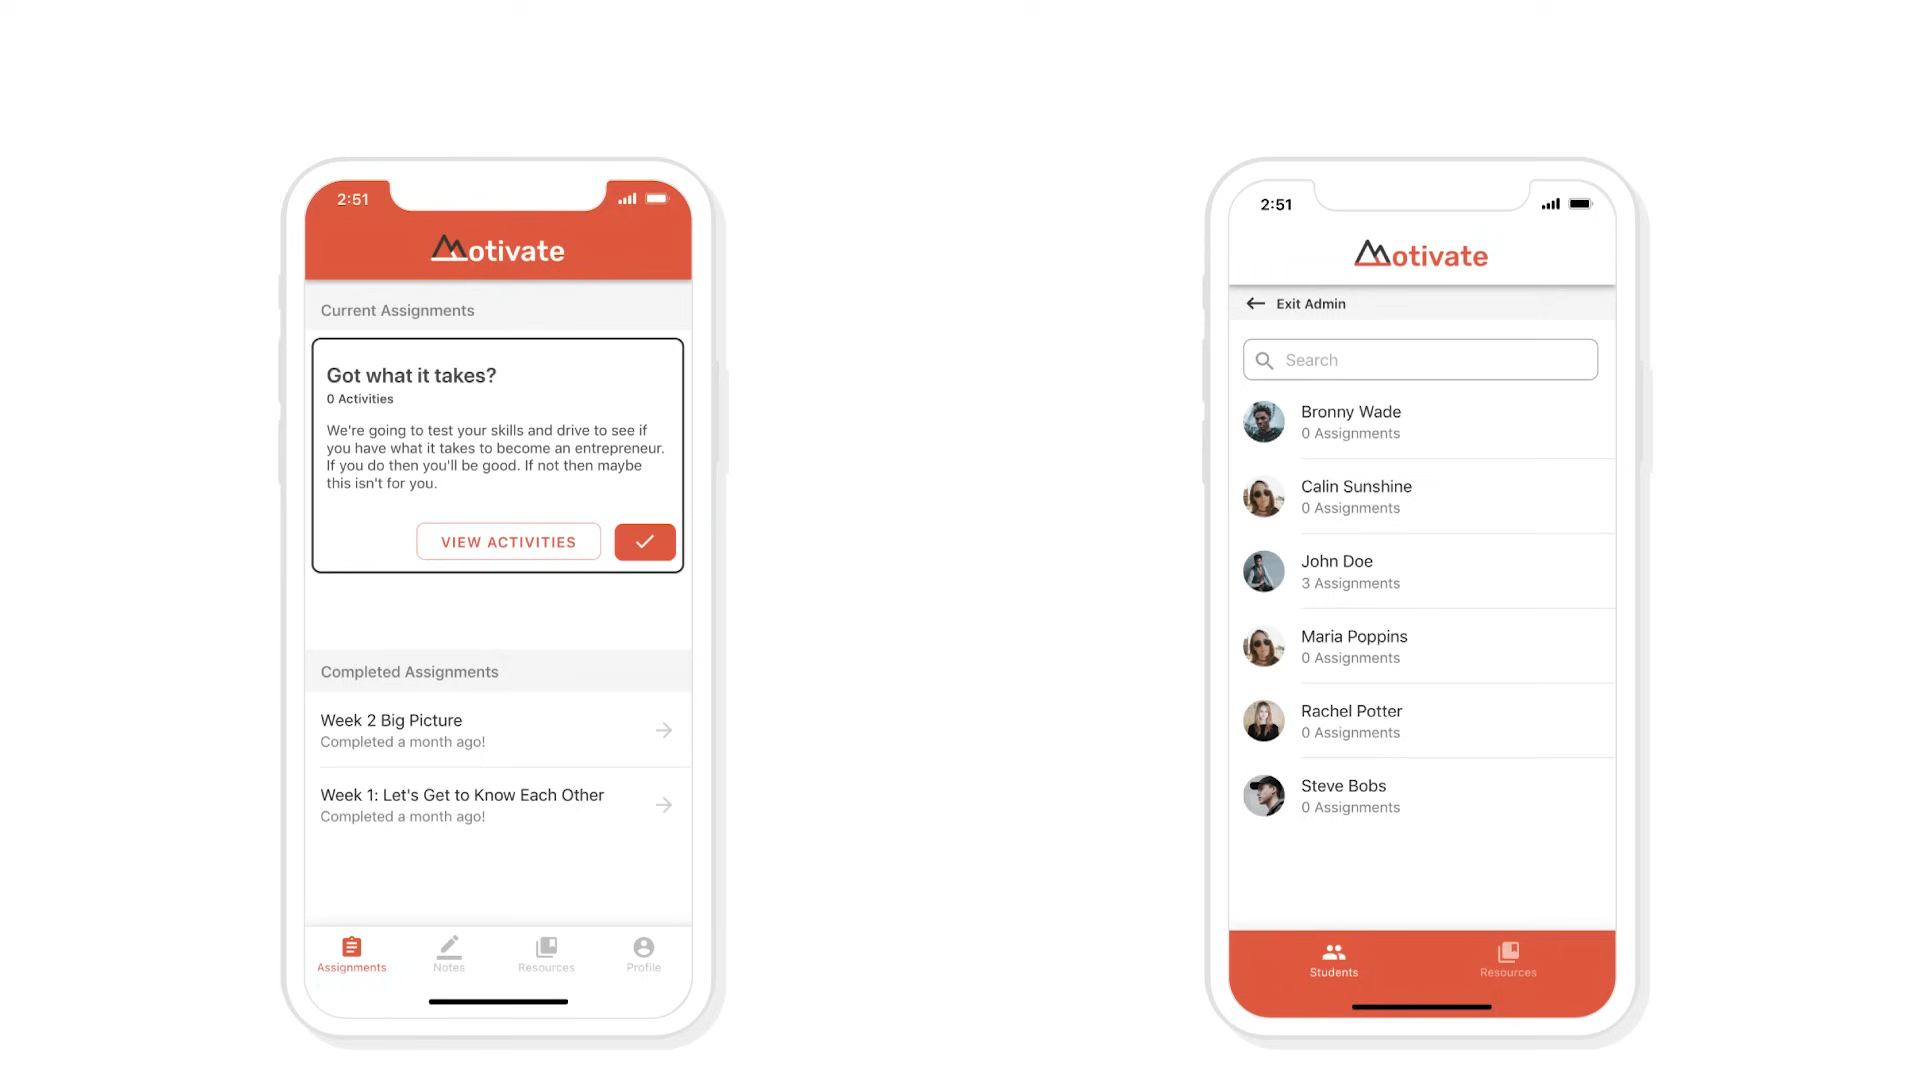 2:51
Motivate
Current Assignments
Got what it takes?
0 Activities
We're going to test your skills and drive to see if
you have what it takes to become an entrepreneur.
If you do then you'll be good. If not then maybe
this isn't for you.
VIEW ACTIVITIES
Completed Assignments
Week 2 Big Picture
Completed a month ago!
Week 1: Let's Get to Know Each Other
Completed a month ago!
Assignments
Notes
Resources
Profile
2:51
Motivate
Exit Admin
Search
Bronny Wade
0 Assignments
Calin Sunshine
0 Assignments
John Doe
3 Assignments
Maria Poppins
0 Assignments
Rachel Potter
0 Assignments
Steve Bobs
0 Assignments
Students
Resources